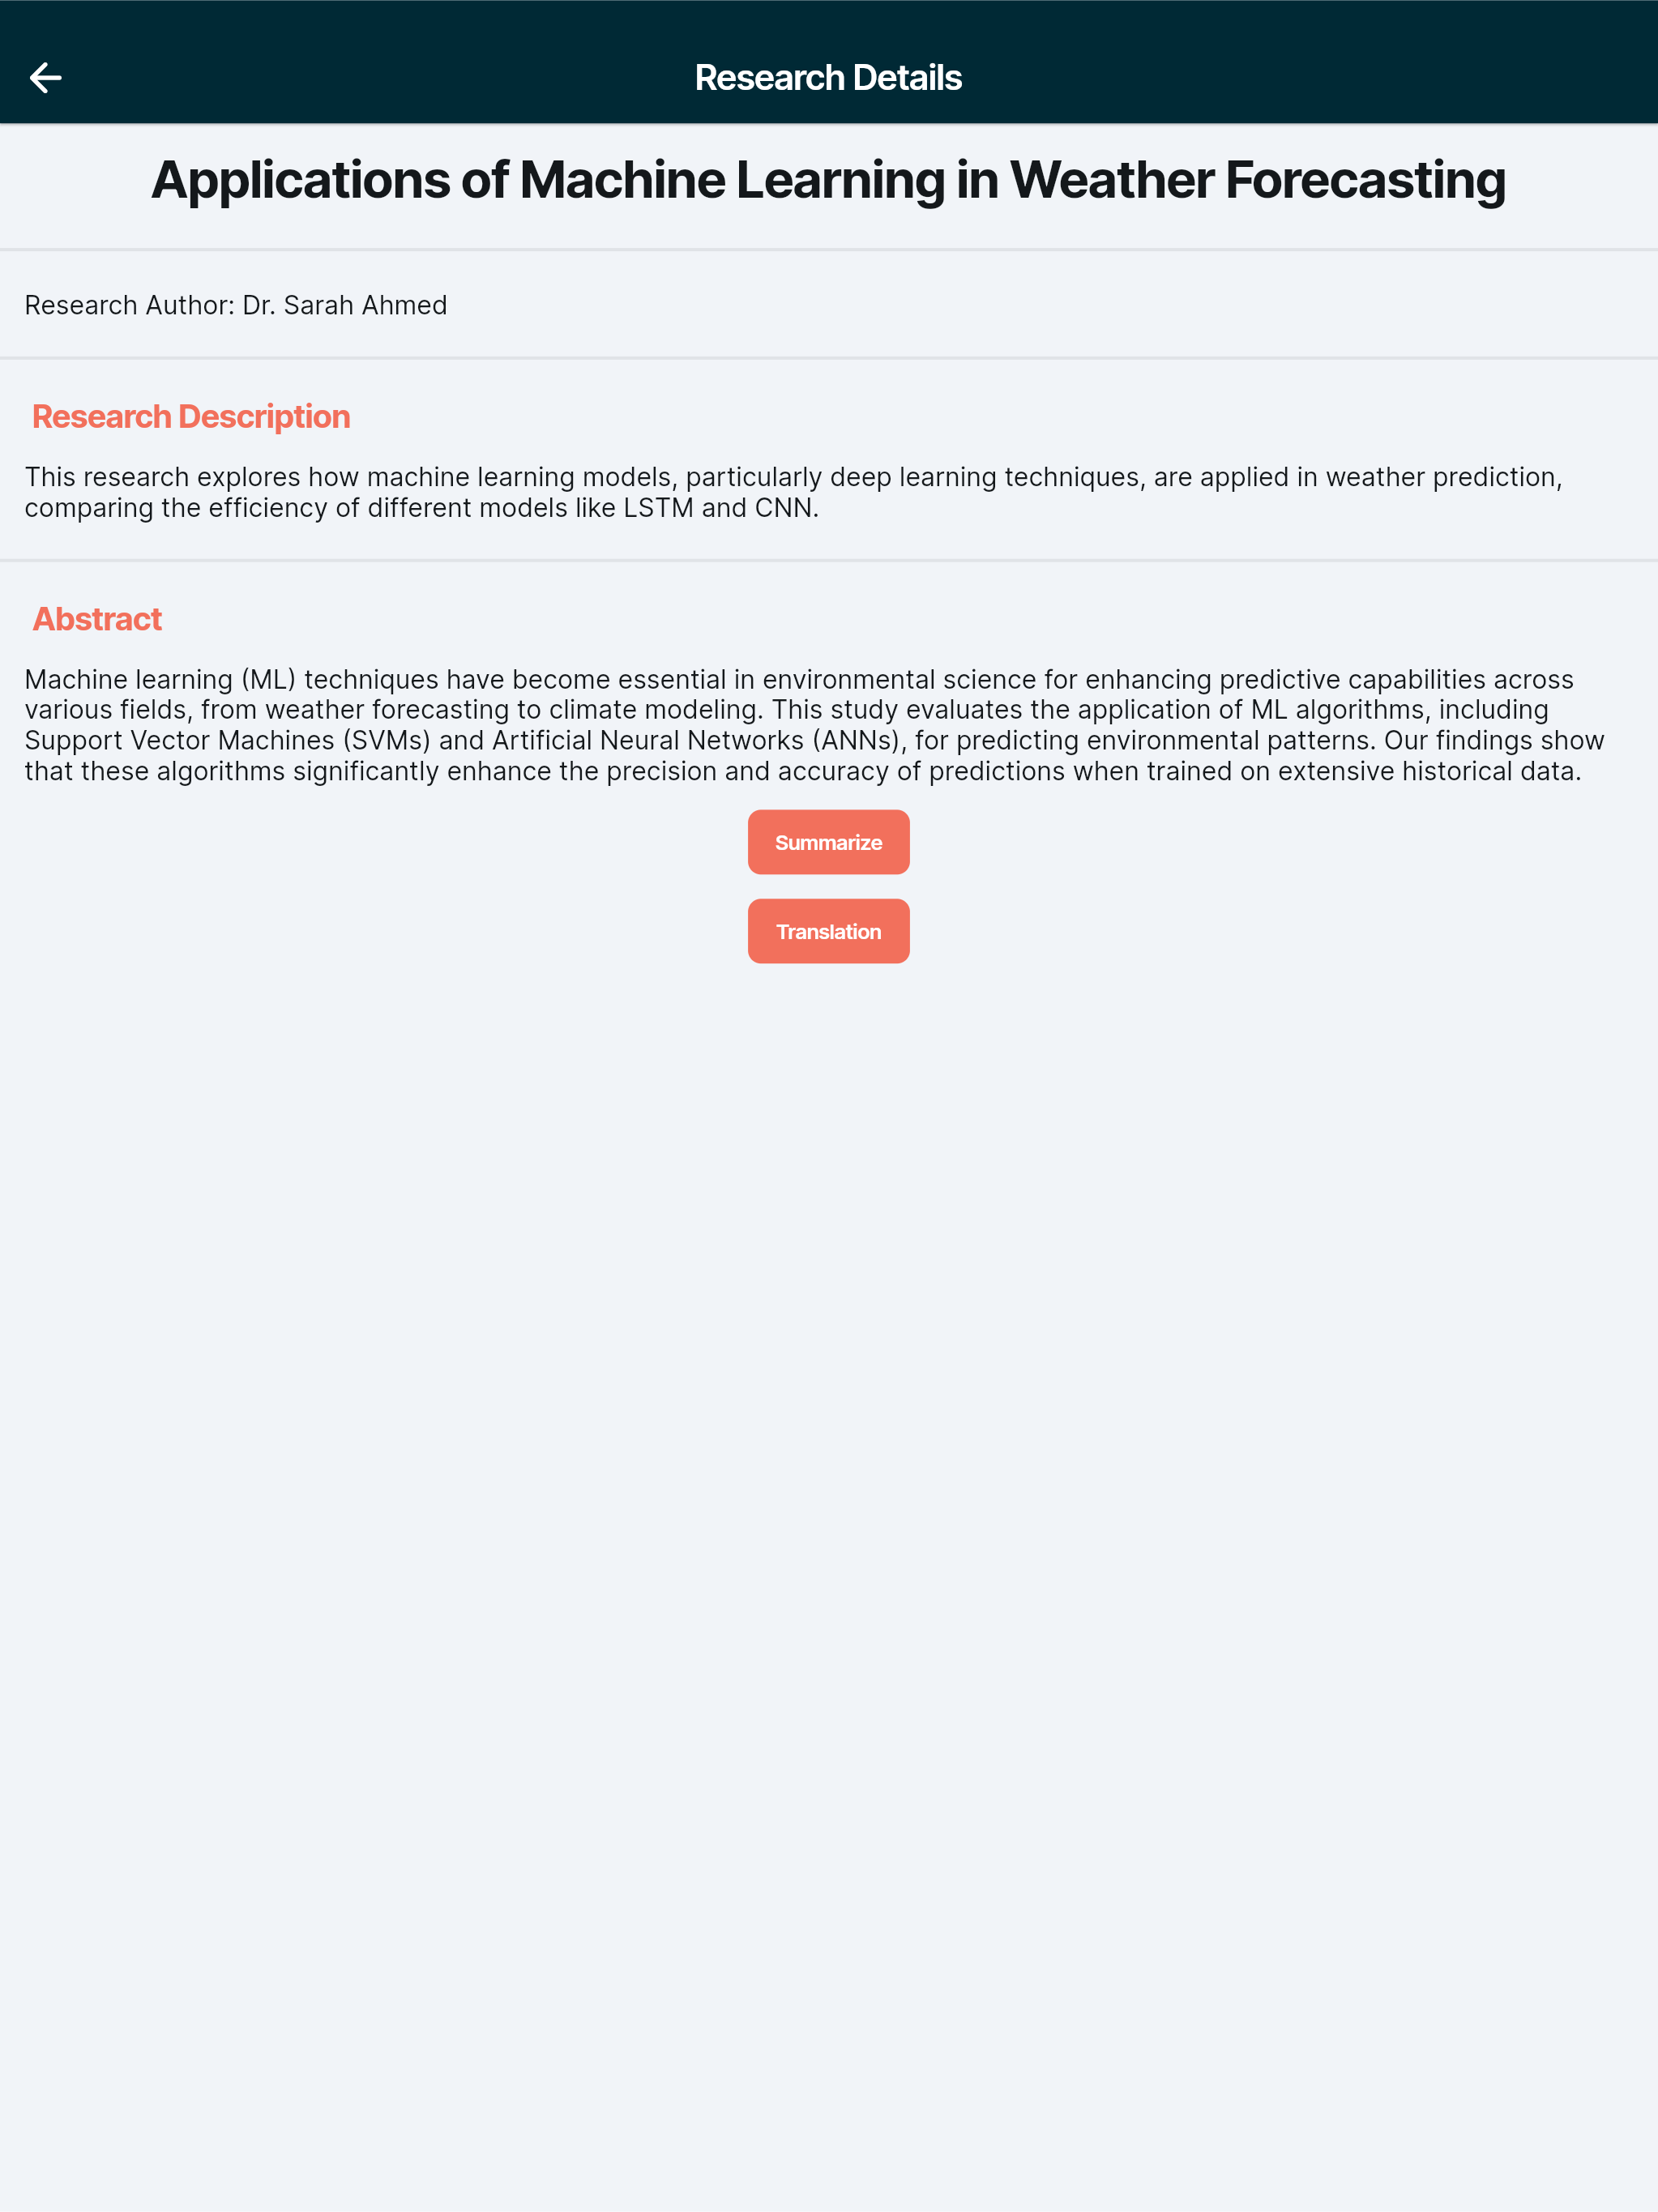 Research Details
Applications of Machine Learning in Weather Forecasting
Research Author: Dr. Sarah Ahmed
Research Description
This research explores how machine learning models, particularly deep learning techniques, are applied in weather prediction,
comparing the efficiency of different models like LSTM and CNN.
Abstract
Machine learning (ML) techniques have become essential in environmental science for enhancing predictive capabilities across
various fields, from weather forecasting to climate modeling. This study evaluates the application of ML algorithms, including
Support Vector Machines (SVMs) and Artificial Neural Networks (ANNs), for predicting environmental patterns. Our findings show
that these algorithms significantly enhance the precision and accuracy of predictions when trained on extensive historical data.
Summarize
Translation